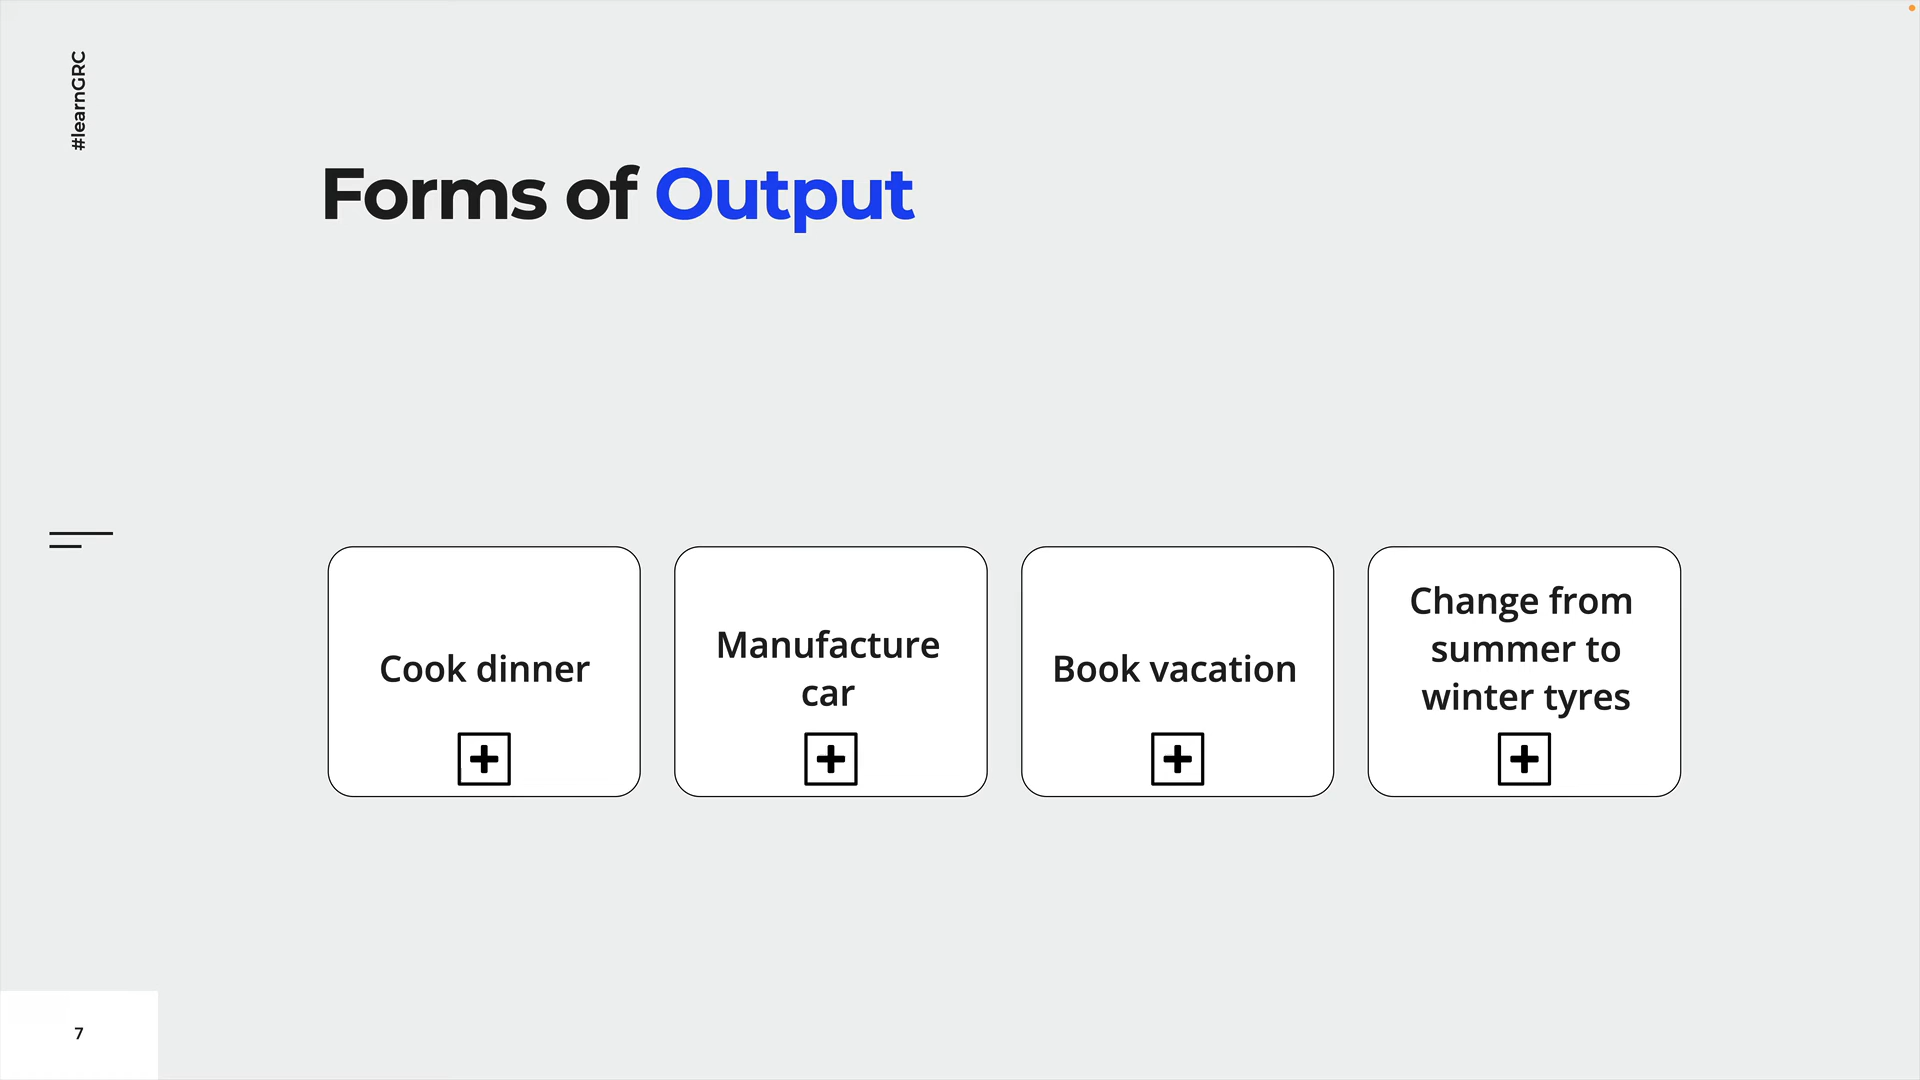 #learnGRC
Forms of Output
Cook dinner
Manufacture
car
Book vacation
Change from
summer to
winter tyres
7